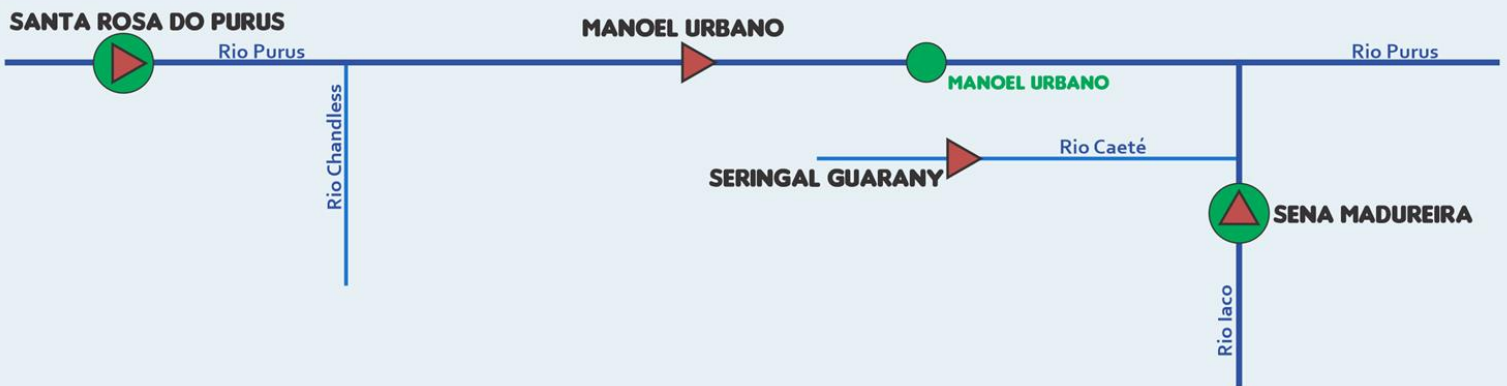 SANTA ROSA DO PURUS
MANOEL URBANO
Rio Purus
Rio Purus
MANOEL URBANO
Rio Chandless
Rio Caeté
SERINGAL GUARANY
SENA MADUREIRA
Rio Iaco